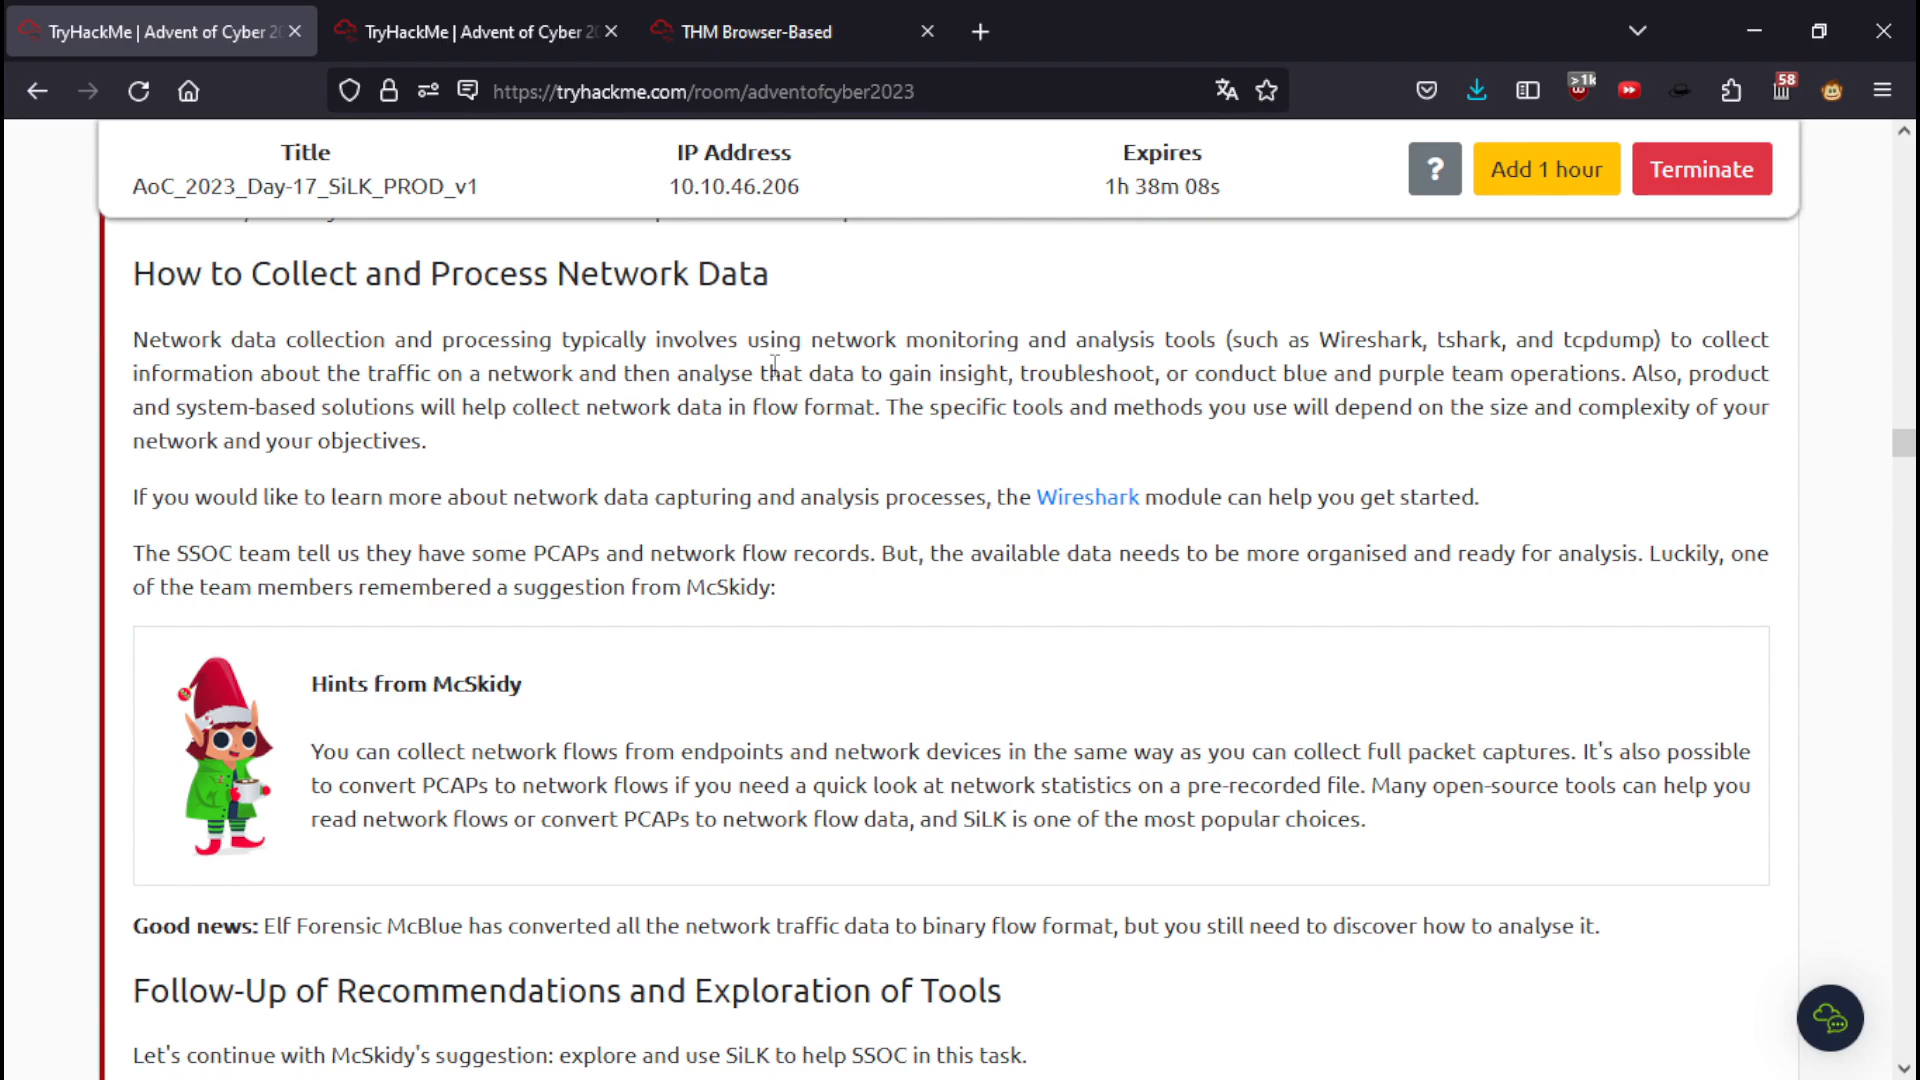 TryHackMe | Advent of Cyber 2
TryHackMe | Advent of Cyber 20
THM Browser-Based
https://tryhackme.com/room/adventofcyber2023
>1k
58
Title
IP Address
Expires
AoC_2023_Day-17_SiLK_PROD_v1
10.10.46.206
1h 38m 08s
?
Add 1 hour
Terminate
How to Collect and Process Network Data
Network data collection and processing typically involves using network monitoring and analysis tools (such as Wireshark, tshark, and tcpdump) to collect
information about the traffic on a network and then analyse that data to gain insight, troubleshoot, or conduct blue and purple team operations. Also, product
and system-based solutions will help collect network data in flow format. The specific tools and methods you use will depend on the size and complexity of your
network and your objectives.
If you would like to learn more about network data capturing and analysis processes, the Wireshark module can help you get started.
The SSOC team tell us they have some PCAPs and network flow records. But, the available data needs to be more organised and ready for analysis. Luckily, one
of the team members remembered a suggestion from McSkidy:
Hints from McSkidy
You can collect network flows from endpoints and network devices in the same way as you can collect full packet captures. It's also possible
to convert PCAPs to network flows if you need a quick look at network statistics on a pre-recorded file. Many open-source tools can help you
read network flows or convert PCAPs to network flow data, and SiLK is one of the most popular choices.
Good news: Elf Forensic McBlue has converted all the network traffic data to binary flow format, but you still need to discover how to analyse it.
Follow-Up of Recommendations and Exploration of Tools
Let's continue with McSkidy's suggestion: explore and use SiLK to help SSOC in this task.